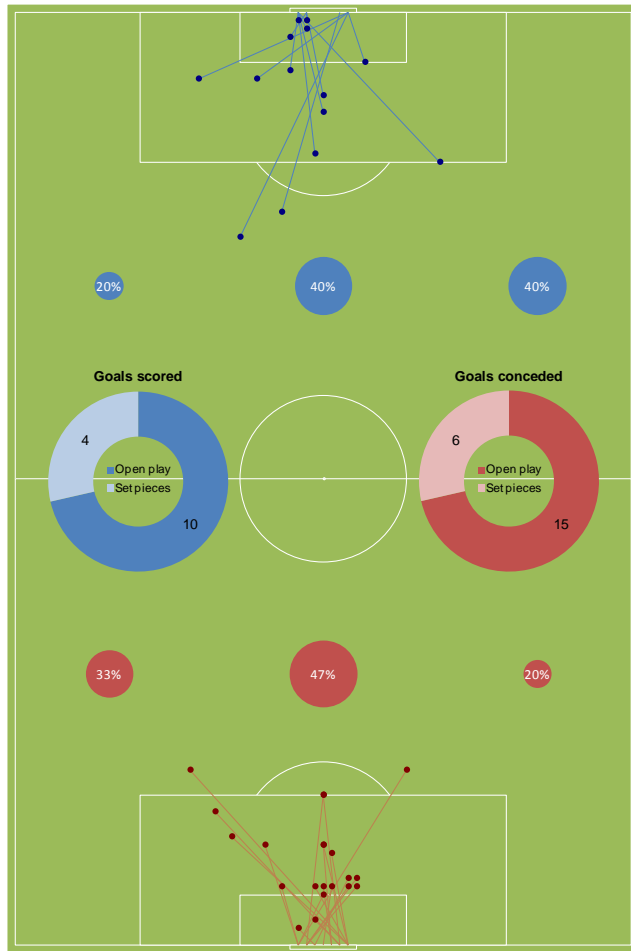 20%
40%
40%
Goals scored
Goals conceded
4
Open play
Set pieces
10
6
Open play
Set pieces
15
33%
47%
20%